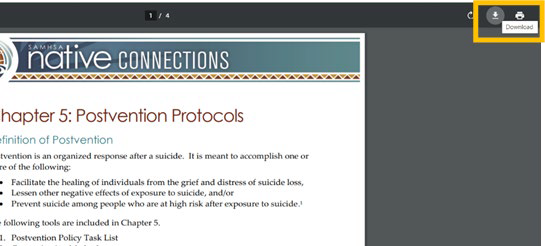 1 / 4
Download
SAMHSA
native CONNECTIONS
hapter 5: Postvention Protocols
efinition of Postvention
tvention is an organized response after a suicide. It is meant to accomplish one or
re of the following:
• Facilitate the healing of individuals from the grief and distress of suicide loss,
• Lessen other negative effects of exposure to suicide, and/or
• Prevent suicide among people who are at high risk after exposure to suicide.¹
e following tools are included in Chapter 5.
1. Postvention Policy Task List